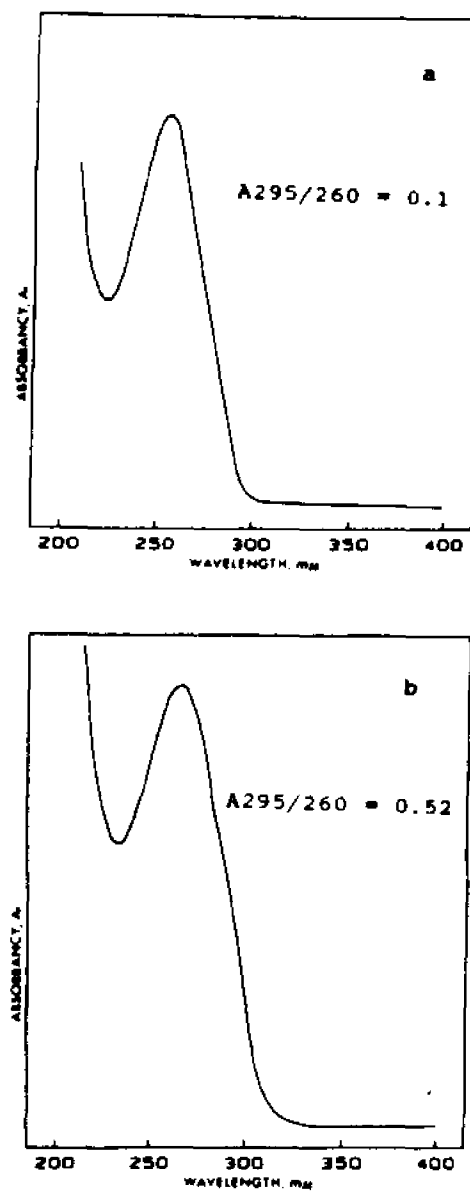 a
A295/260 = 0.1
ABSORBANCY, A.
200 250 300 350 400
WAVELENGTH, mμ
b
A295/260 = 0.52
ABSORBANCY, A.
200 250 300 350 400
WAVELENGTH, mμ